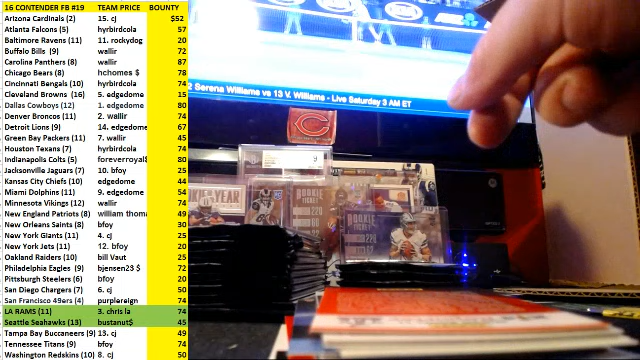 16 CONTENDER FB #19 TEAM PRICE BOUNTY
Arizona Cardinals (2) 15. cj $52
Atlanta Falcons (5) hyrbirdcola 57
Baltimore Ravens (11) 11. rockydog 20
Buffalo Bills (9) wallir 72
Carolina Panthers (8) wallir 87
Chicago Bears (8) hchomes $ 78
Cincinnati Bengals (10) hyrbirdcola 74
Cleveland Browns (16) 5. edgedome 15
Dallas Cowboys (12) 1. edgedome 80
Denver Broncos (11) 2. wallir 74
Detroit Lions (9) 14. edgedome 67
Green Bay Packers (11) 7. wallir 45
Houston Texans (7) hyrbirdcola 74
Indianapolis Colts (5) foreverroyal$ 80
Jacksonville Jaguars (7) 10. bfoy 25
Kansas City Chiefs (10) edgedome 44
Miami Dolphins (11) 9. edgedome 54
Minnesota Vikings (12) wallir 74
New England Patriots (8) william thoma 49
New Orleans Saints (8) bfoy 30
New York Giants (11) 4. cj 25
New York Jets (11) 12. bfoy 20
Oakland Raiders (10) bill Vaut 25
Philadelphia Eagles (9) bjensen23 $ 72
Pittsburgh Steelers (6) bfoy 20
San Diego Chargers (7) 6. cj 50
San Francisco 49ers (4) purplereign 74
LA RAMS (11) 3. chris la 74
Seattle Seahawks (13) bustanut$ 45
Tampa Bay Buccaneers (9) 13. cj 49
Tennessee Titans (9) bfoy 74
Washington Redskins (10) 8. cj 50
2 Serena Williams vs 13 V. Williams - Live Saturday 3 AM ET
YEAR
ROOKIE
TICKET
ROOKIE
TICKET